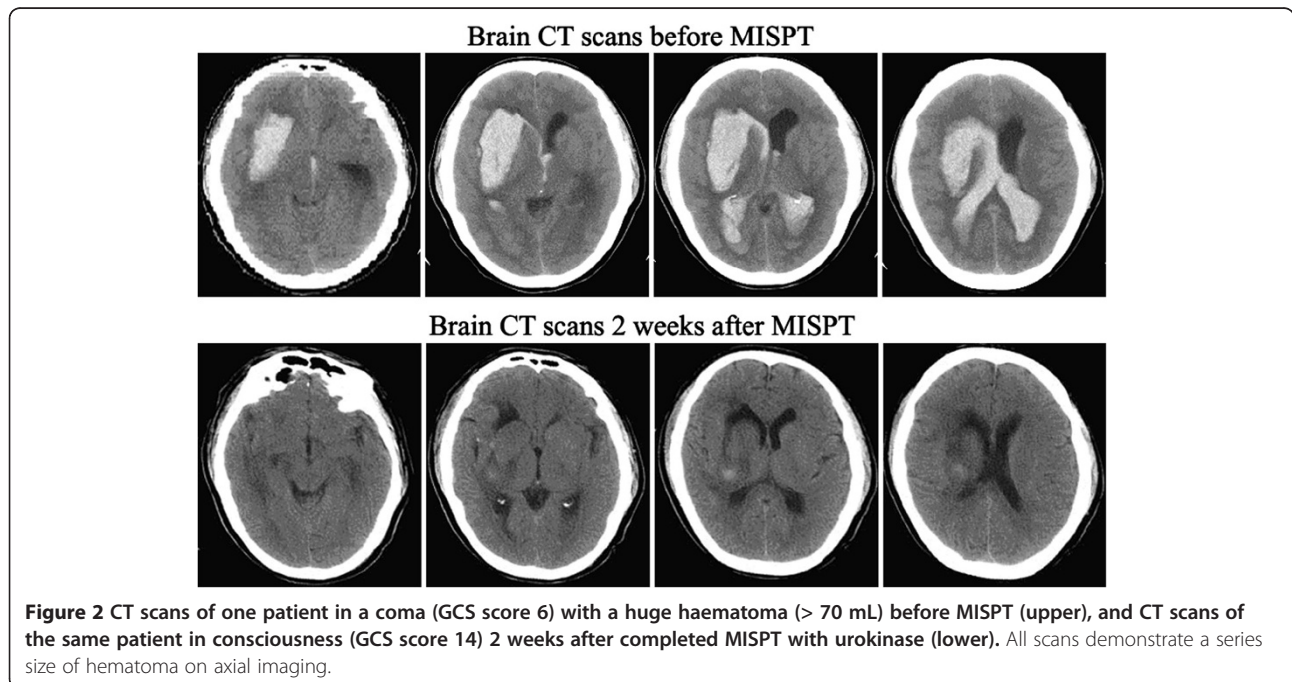 Brain CT scans before MISPT
Brain CT scans 2 weeks after MISPT
Figure 2 CT scans of one patient in a coma (GCS score 6) with a huge haematoma (> 70 mL) before MISPT (upper), and CT scans of
the same patient in consciousness (GCS score 14) 2 weeks after completed MISPT with urokinase (lower). All scans demonstrate a series
size of hematoma on axial imaging.